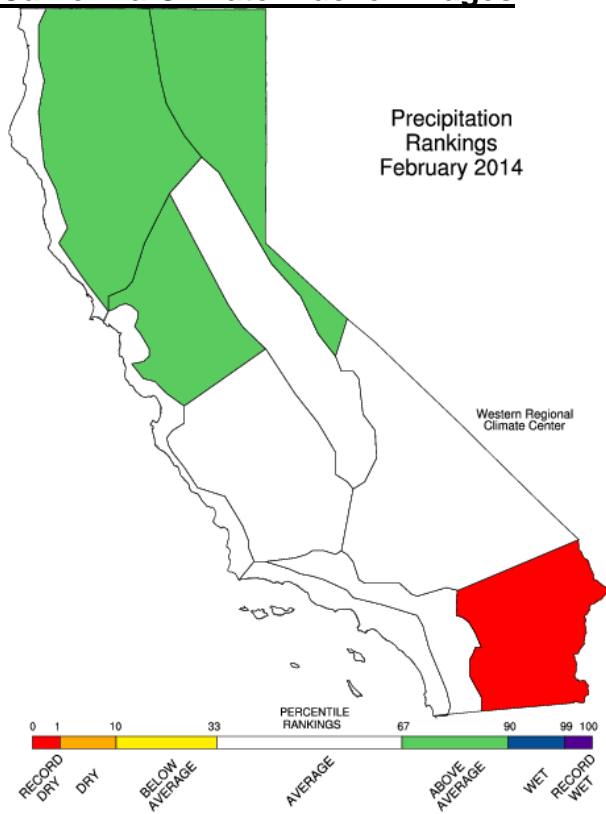 Precipitation
Rankings
February 2014
Western Regional
Climate Center
PERCENTILE
RANKINGS
0 1 10 33 67 90 99 100
RECORD
DRY
DRY
BELOW
AVERAGE
AVERAGE
ABOVE
AVERAGE
WET
RECORD
WET